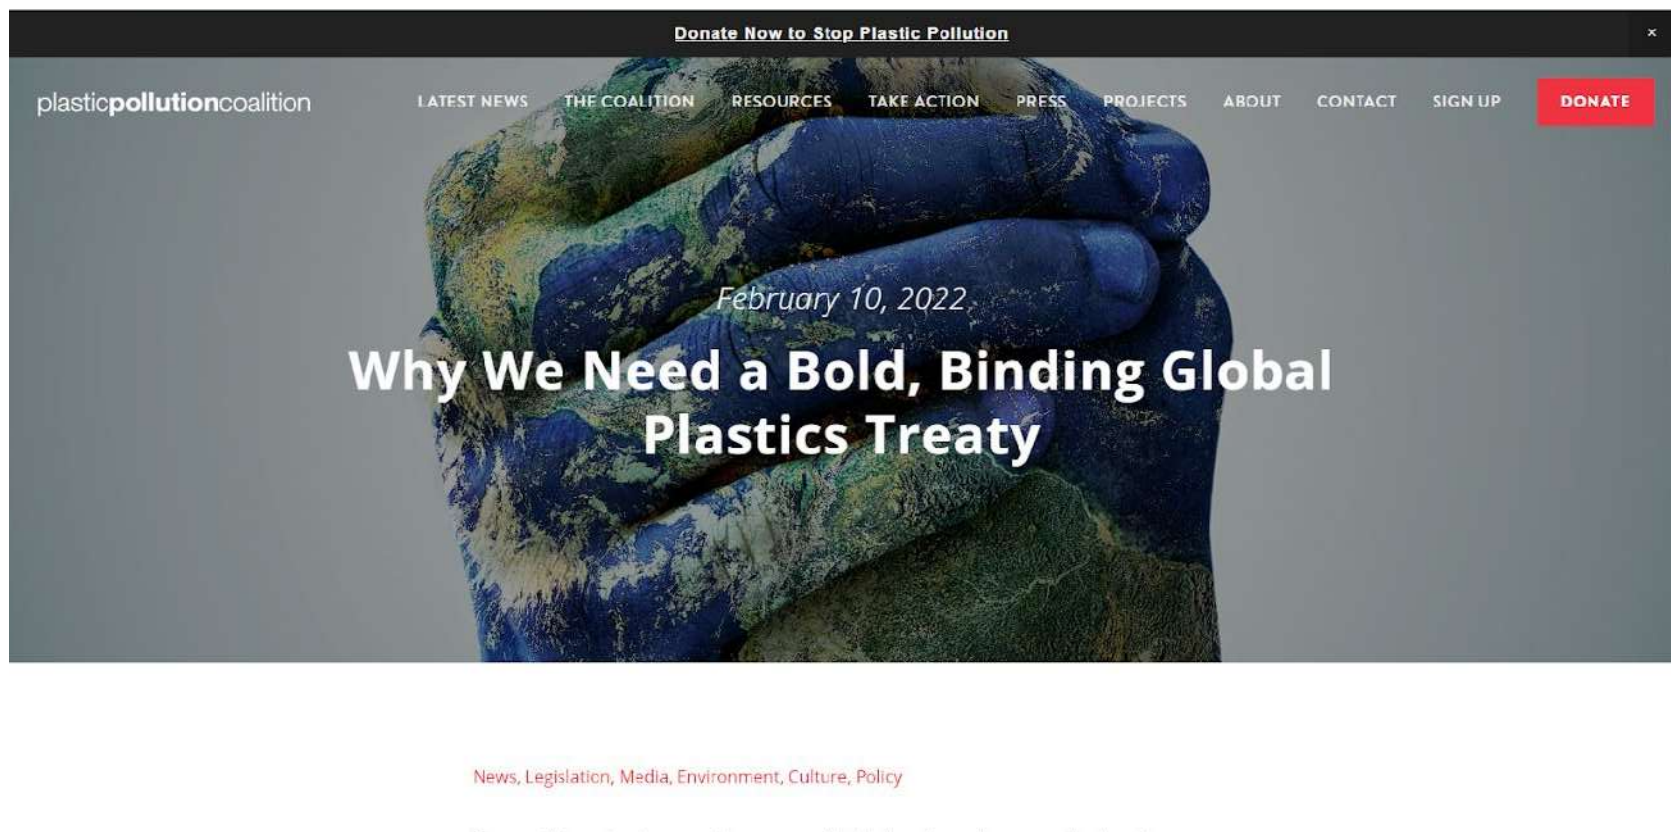 Donate Now to Stop Plastic Pollution
×
plasticpollutioncoalition
LATEST NEWS THE COALITION RESOURCES TAKE ACTION PRESS PROJECTS ABOUT CONTACT SIGN UP DONATE
February 10, 2022
Why We Need a Bold, Binding Global
Plastics Treaty
News, Legislation, Media, Environment, Culture, Policy